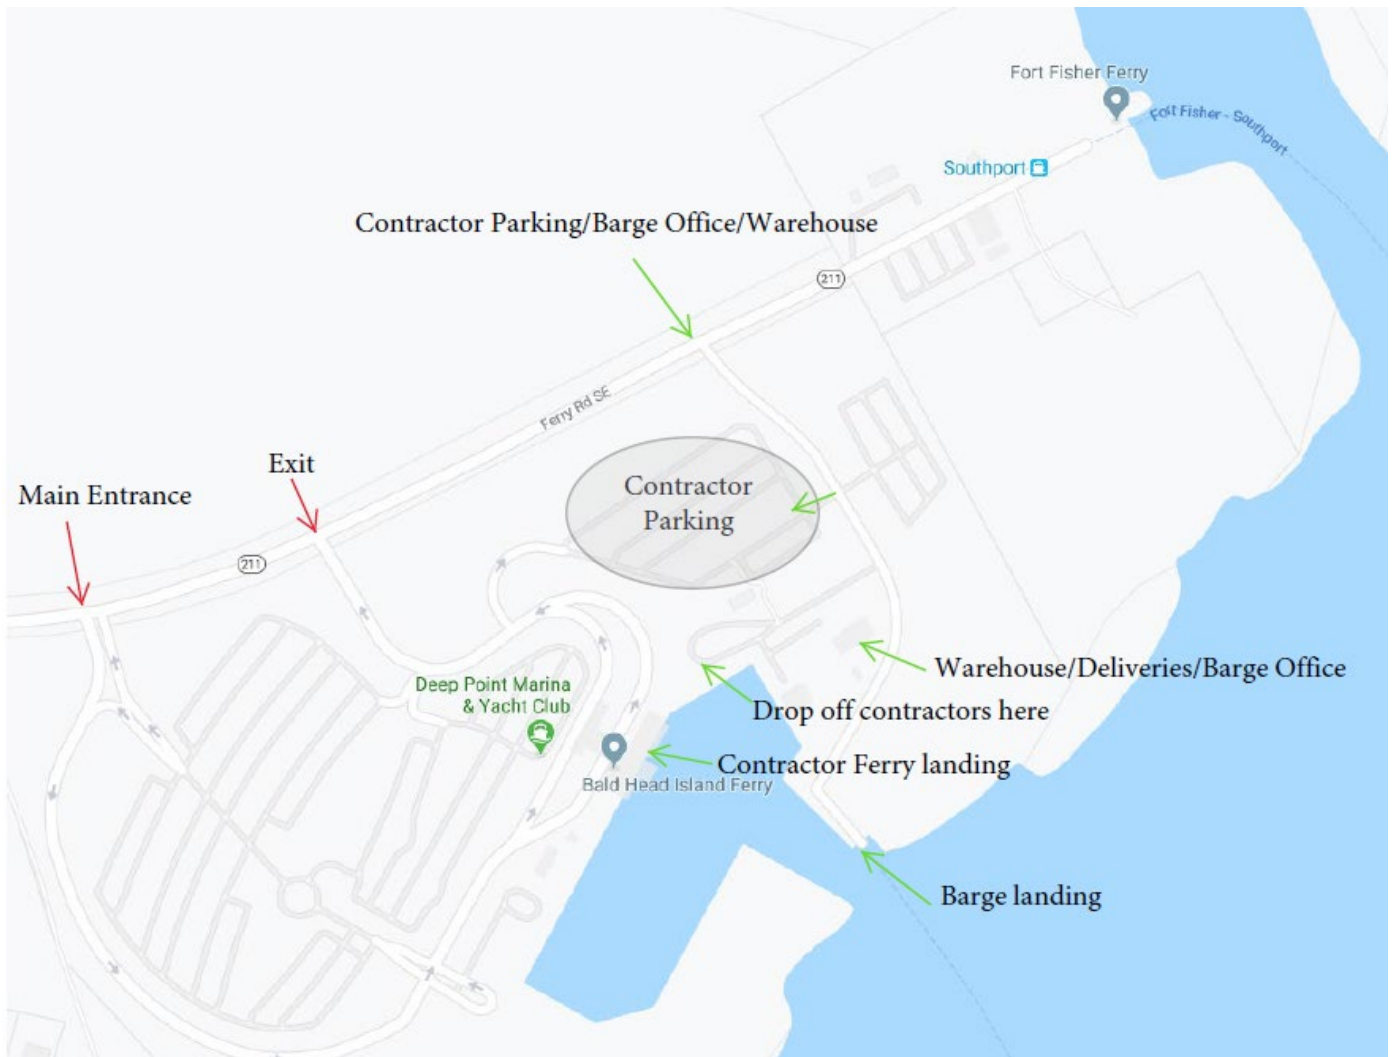 Fort Fisher Ferry
Fort Fisher - Southport
Southport
Contractor Parking/Barge Office/Warehouse
211
Ferry Rd SE
Exit
Main Entrance
Contractor
Parking
211
Warehouse/Deliveries/Barge Office
Deep Point Marina
& Yacht Club
Drop off contractors here
Contractor Ferry landing
Bald Head Island Ferry
Barge landing